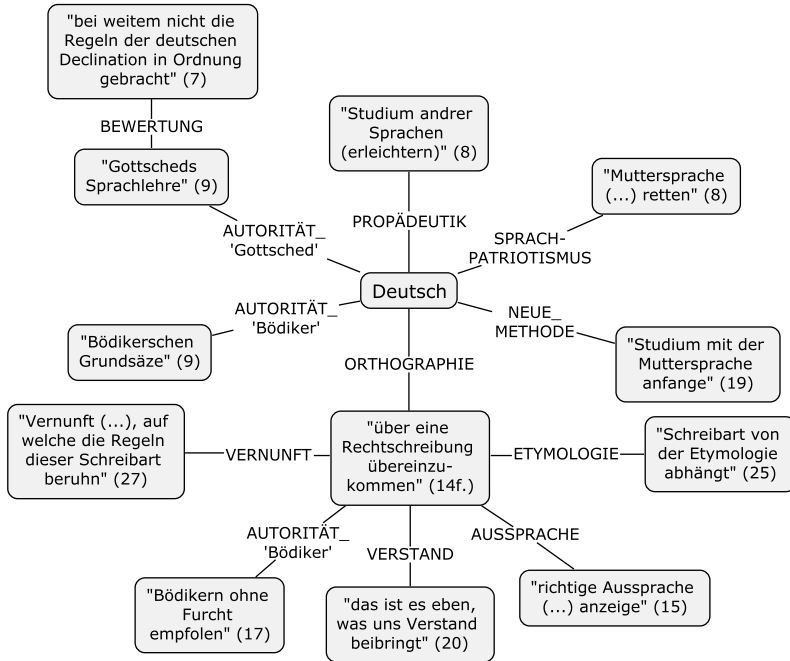 "bei weitem nicht die
Regeln der deutschen
Declination in Ordnung
gebracht" (7)
BEWERTUNG
"Gottscheds
Sprachlehre" (9)
AUTORITÄT_
'Gottsched'
"Studium andrer
Sprachen
(erleichtern)" (8)
PROPÄDEUTIK
"Muttersprache
(...) retten" (8)
SPRACH-
PATRIOTISMUS
Deutsch
AUTORITÄT_
'Bödiker'
"Bödikerschen
Grundsäze" (9)
NEUE_
METHODE
"Studium mit der
Muttersprache
anfange" (19)
ORTHOGRAPHIE
"über eine
Rechtschreibung
übereinzu-
kommen" (14f.)
VERNUNFT
"Vernunft (...), auf
welche die Regeln
dieser Schreibart
beruhn" (27)
ETYMOLOGIE
"Schreibart von
der Etymologie
abhängt" (25)
AUTORITÄT_
'Bödiker'
"Bödikern ohne
Furcht
empfolen" (17)
VERSTAND
"das ist es eben,
was uns Verstand
beibringt" (20)
AUSSPRACHE
"richtige Aussprache
(...) anzeige" (15)